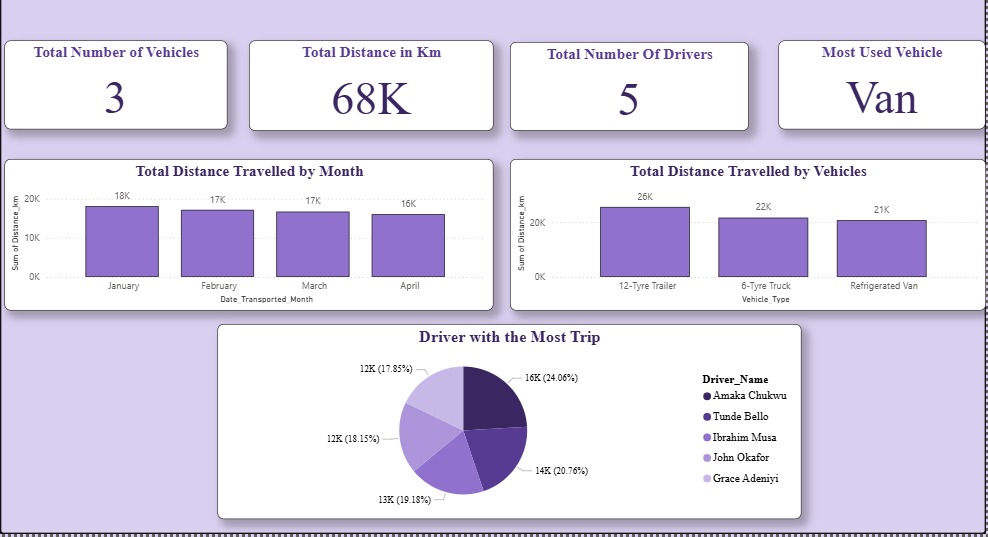 Total Number of Vehicles
3
Total Distance in Km
68K
Total Number Of Drivers
5
Most Used Vehicle
Van
Total Distance Travelled by Month
Sum of Distance_km
20K
10K
0K
18K
17K
17K
16K
January
February
March
April
Date_Transported_Month
Total Distance Travelled by Vehicles
Sum of Distance_km
20K
0K
26K
22K
21K
12-Tyre Trailer
6-Tyre Truck
Refrigerated Van
Vehicle_Type
Driver with the Most Trip
12K (17.85%)
16K (24.06%)
12K (18.15%)
14K (20.76%)
13K (19.18%)
Driver_Name
Amaka Chukwu
Tunde Bello
Ibrahim Musa
John Okafor
Grace Adeniyi